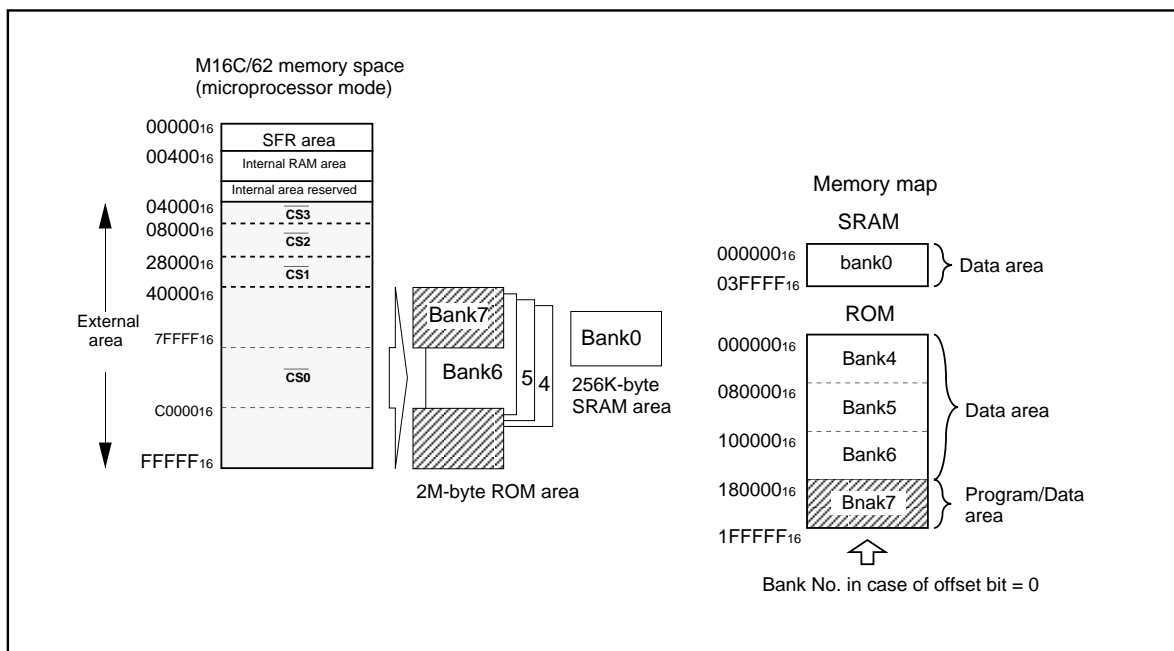 M16C/62 memory space
(microprocessor mode)
0000016
SFR area
0040016
Internal RAM area
Internal area reserved
0400016
CS3
0800016
CS2
2800016
CS1
4000016
External
area
7FFFF16
CS0
C000016
FFFFF16
Bank7
Bank6
5
4
2M-byte ROM area
Bank0
256K-byte
SRAM area
Memory map
SRAM
00000016
bank0
03FFFF16
Data area
ROM
00000016
Bank4
08000016
Bank5
Data area
10000016
Bank6
18000016
Bnak7
Program/Data
area
1FFFFF16
Bank No. in case of offset bit = 0